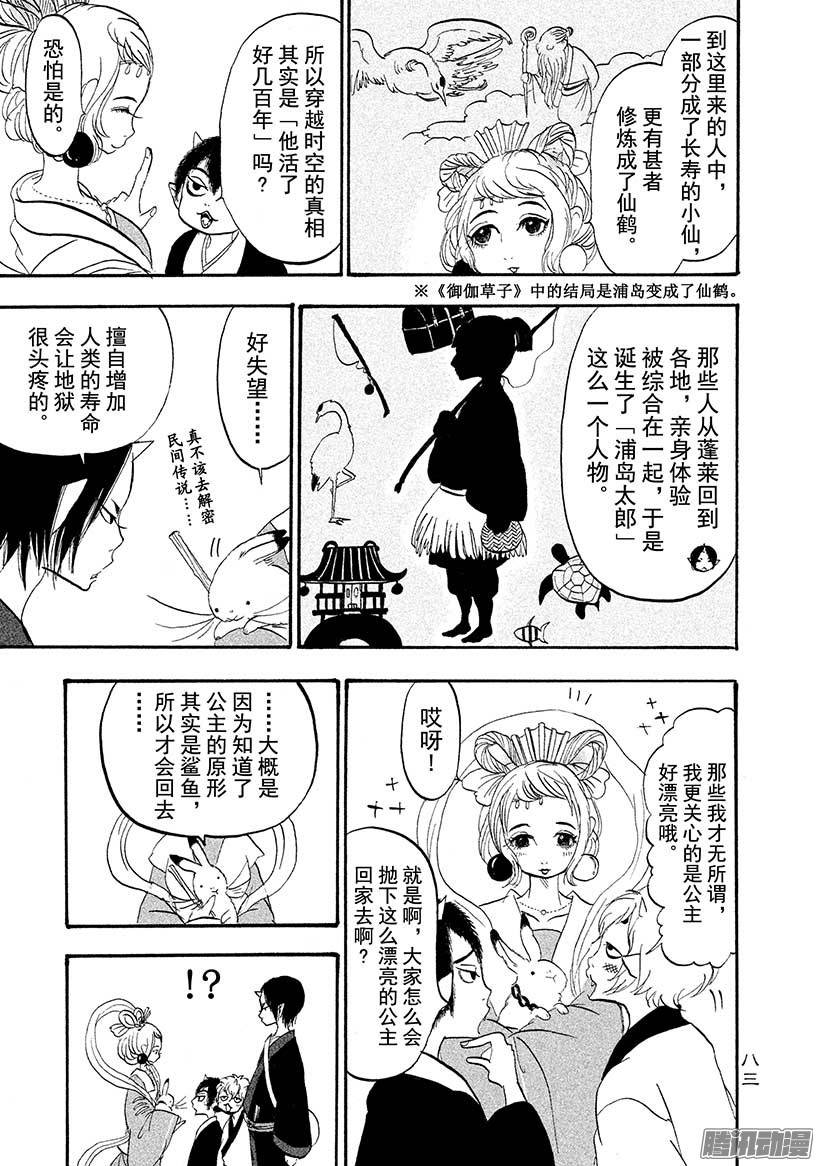 到这里来的人中，
一部分成了长寿的小仙，
更有甚者
修炼成了仙鹤。
※《御伽草子》中的结局是浦岛变成了仙鹤。
所以穿越时空的真相
其实是「他活了
好几百年」吗？
恐怕是的。
那些人从蓬莱回到
各地，亲身体验
被综合在一起，于是
诞生了「浦岛太郎」
这么一个人物。
好失望……
真不该去解密
民间传说……
擅自增加
人类的寿命
会让地狱
很头疼的。
那些我才无所谓，
我更关心的是公主
好漂亮哦。
哎呀！
就是啊，大家怎么会
抛下这么漂亮的公主
回家去啊？
……大概是
因为知道了
公主的原形
其实是鲨鱼，
所以才会回去
……
!?
八三
腾讯动漫